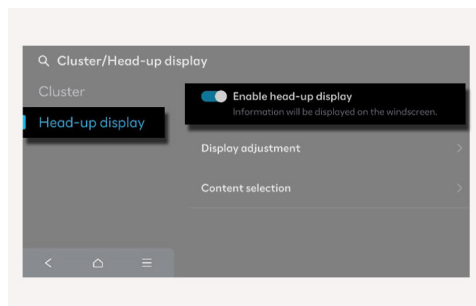 Cluster/Head-up display
Cluster
Head-up display
Enable head-up display
Information will be displayed on the windscreen.
Display adjustment
Content selection